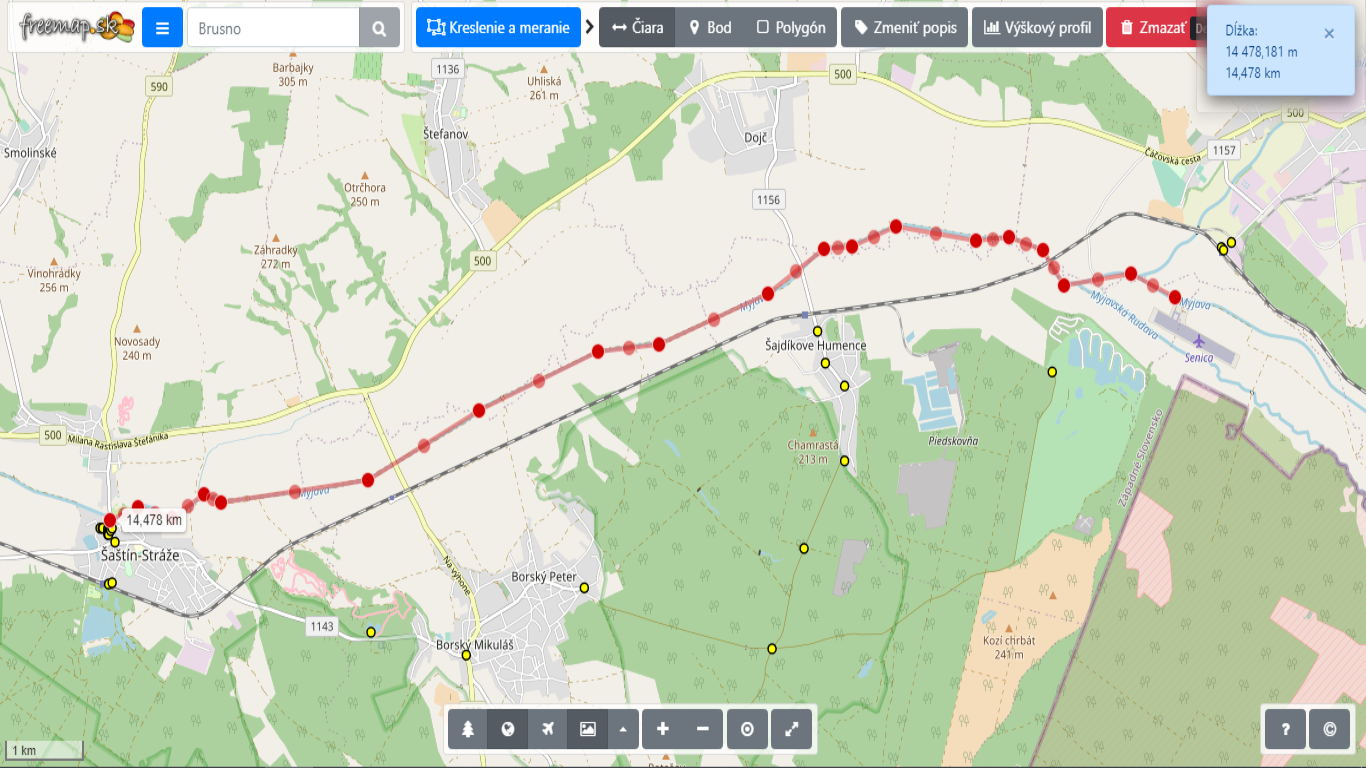 freemap.sk
Brusno
Kreslenie a meranie
Čiara
Bod
Polygón
Zmeniť popis
Výškový profil
Zmazať
Dĺžka:
14 478,181 m
14,478 km
×
590
Barbajky
305 m
1136
Uhliská
261 m
500
500
Smolinské
Štefanov
Dojč
Čáčovská cesta
1157
Otrčhora
250 m
1156
Záhradky
272 m
500
Vinohrádky
256 m
Myjava
Myjavská Rudava
Myjava
Novosady
240 m
Šajdíkove Humence
Senica
500
Milana Rastislava Štefánika
Chamrastá
213 m
Piedskovňa
Západné Slovensko
Myjava
14,478 km
Šaštín-Stráže
Na výhone
Borský Peter
1143
Borský Mikuláš
Kozí chrbát
241 m
1 km
?
©